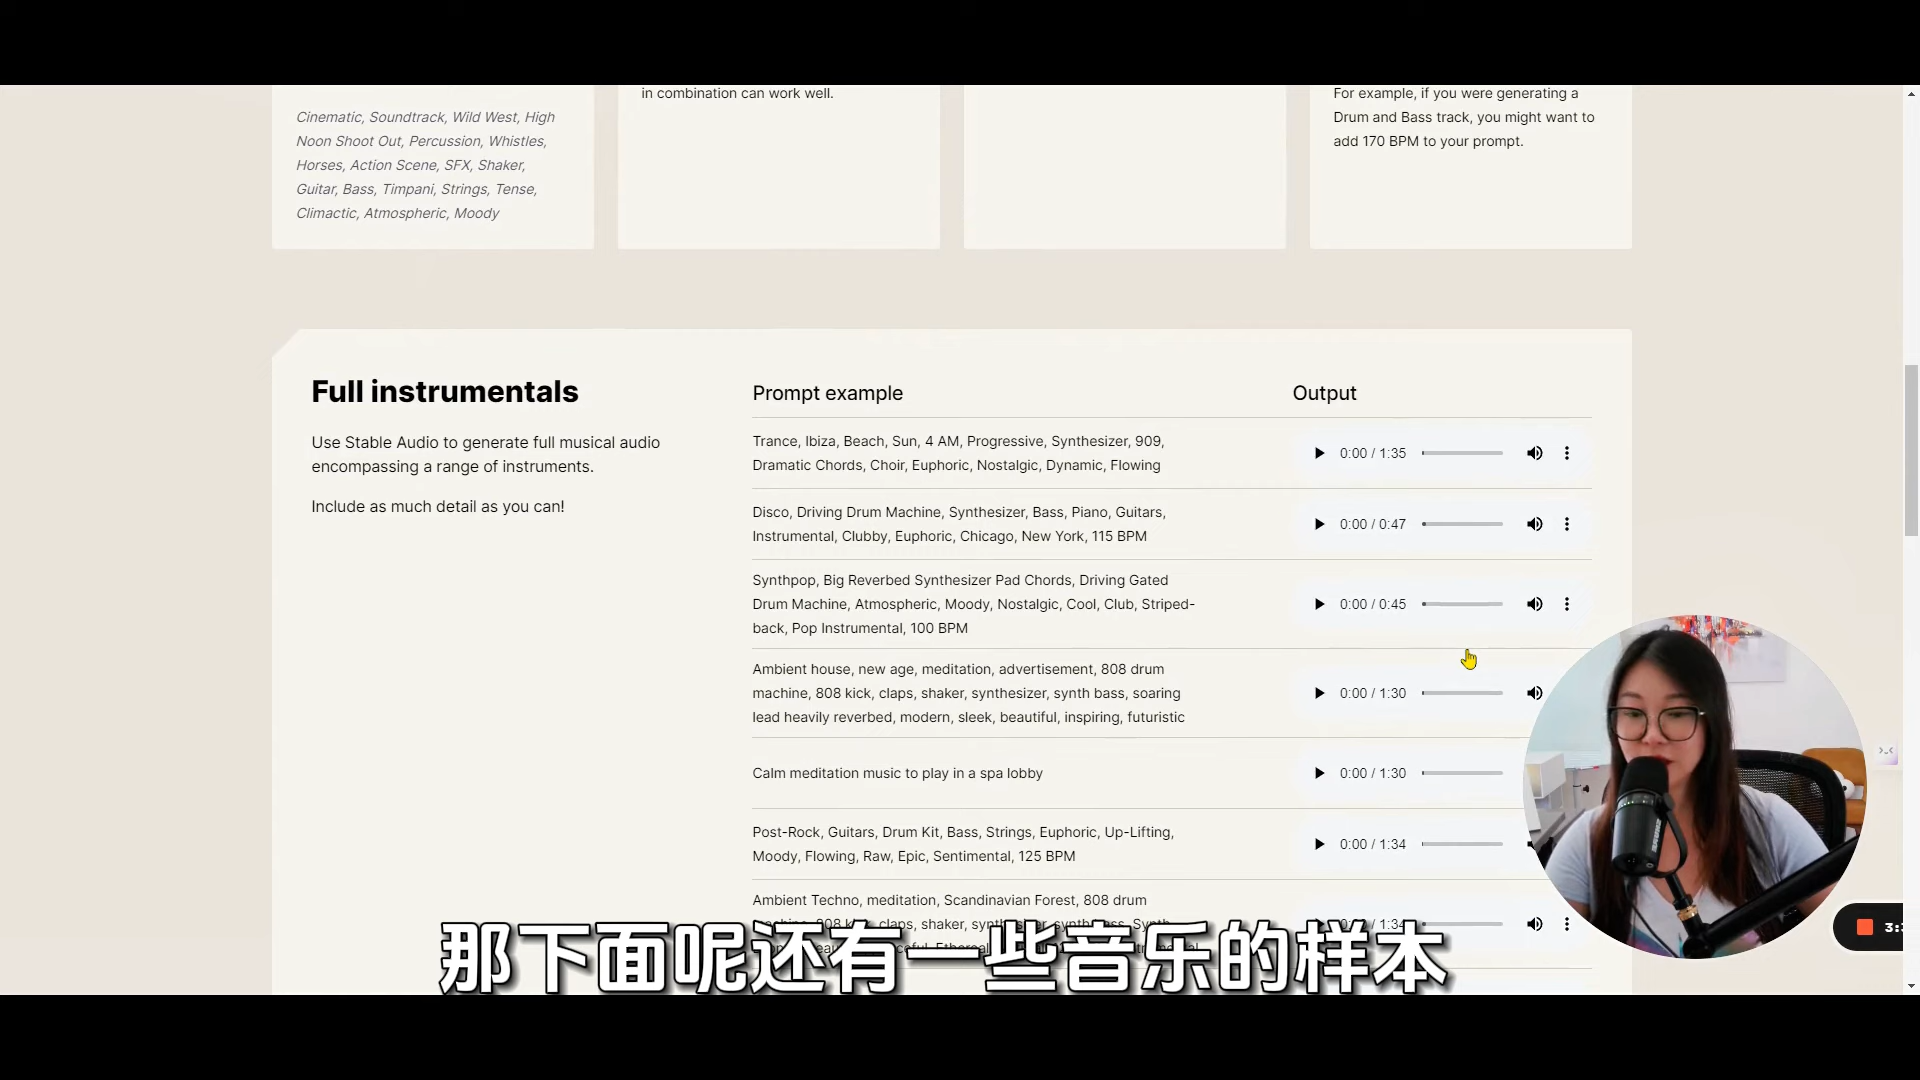 in combination can work well.
For example, if you were generating a
Drum and Bass track, you might want to
add 170 BPM to your prompt.
Cinematic, Soundtrack, Wild West, High
Noon Shoot Out, Percussion, Whistles,
Horses, Action Scene, SFX, Shaker,
Guitar, Bass, Timpani, Strings, Tense,
Climactic, Atmospheric, Moody
Full instrumentals
Use Stable Audio to generate full musical audio
encompassing a range of instruments.
Include as much detail as you can!
Prompt example
Output
Trance, Ibiza, Beach, Sun, 4 AM, Progressive, Synthesizer, 909,
Dramatic Chords, Choir, Euphoric, Nostalgic, Dynamic, Flowing
0:00 / 1:35
Disco, Driving Drum Machine, Synthesizer, Bass, Piano, Guitars,
Instrumental, Clubby, Euphoric, Chicago, New York, 115 BPM
0:00 / 0:47
Synthpop, Big Reverbed Synthesizer Pad Chords, Driving Gated
Drum Machine, Atmospheric, Moody, Nostalgic, Cool, Club, Striped-
back, Pop Instrumental, 100 BPM
0:00 / 0:45
Ambient house, new age, meditation, advertisement, 808 drum
machine, 808 kick, claps, shaker, synthesizer, synth bass, soaring
lead heavily reverbed, modern, sleek, beautiful, inspiring, futuristic
0:00 / 1:30
Calm meditation music to play in a spa lobby
0:00 / 1:30
Post-Rock, Guitars, Drum Kit, Bass, Strings, Euphoric, Up-Lifting,
Moody, Flowing, Raw, Epic, Sentimental, 125 BPM
0:00 / 1:34
Ambient Techno, meditation, Scandinavian Forest, 808 drum
808 kick, claps, shaker,
0:00 / 1:34
那下面呢还有一些音乐的样本